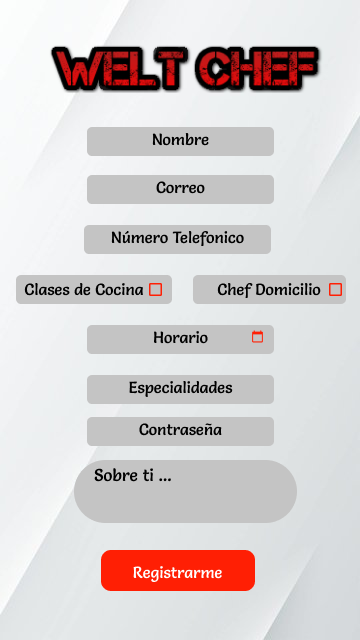 WELT CHEF
Nombre
Correo
Número Telefonico
Clases de Cocina
Chef Domicilio
Horario
Especialidades
Contraseña
Sobre ti ...
Registrarme